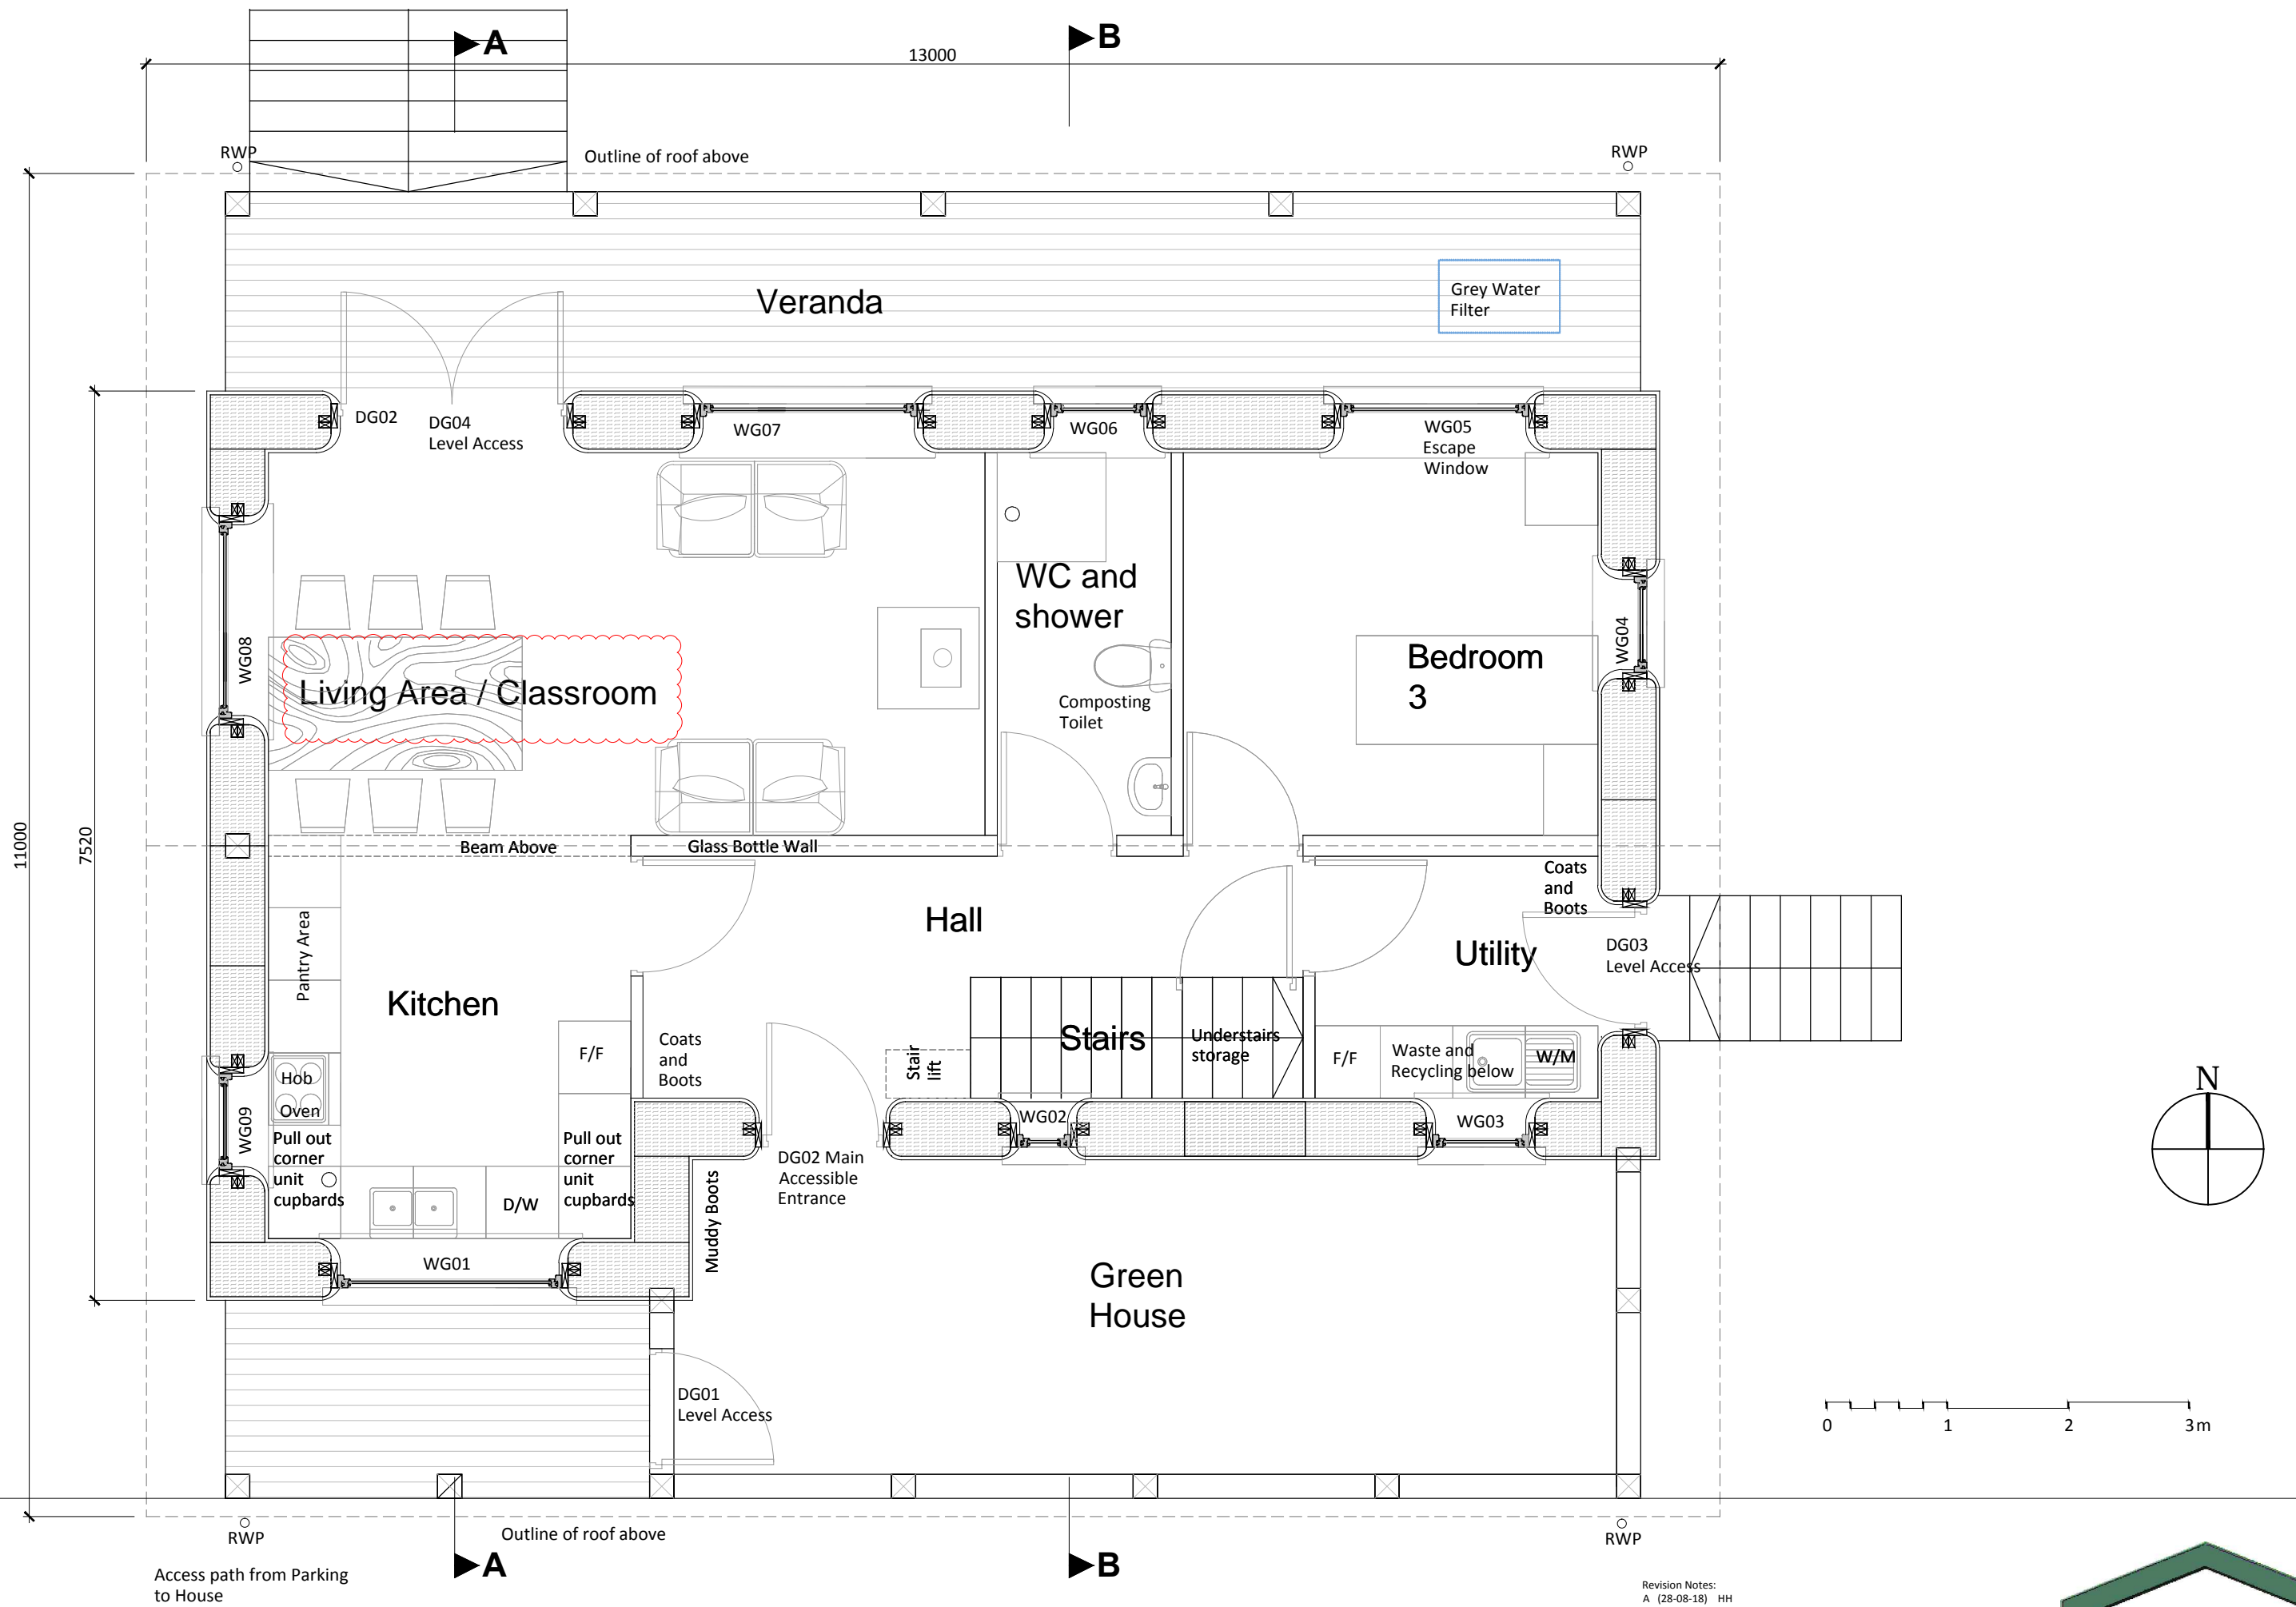 A
B
13000
RWP
Outline of roof above
RWP
Veranda
Grey Water
Filter
DG02
DG04
Level Access
WG07
WG06
WG05
Escape
Window
WC and
shower
WG08
WG04
Living Area / Classroom
Bedroom
3
Composting
Toilet
11000
7520
Beam Above
Glass Bottle Wall
Coats
and
Boots
Hall
Pantry Area
Utility
DG03
Level Access
Kitchen
Stairs
Understairs
storage
F/F
Coats
and
Boots
Stair
lift
F/F
Waste and
Recycling below
W/M
N
Hob
Oven
WG09
WG02
WG03
Pull out
corner
unit
cupbards
Pull out
corner
unit
cupbards
D/W
DG02 Main
Accessible
Entrance
Muddy Boots
WG01
Green
House
DG01
Level Access
0
1
2
3m
RWP
Outline of roof above
RWP
A
B
Access path from Parking
to House
Revision Notes:
A (28-08-18) HH